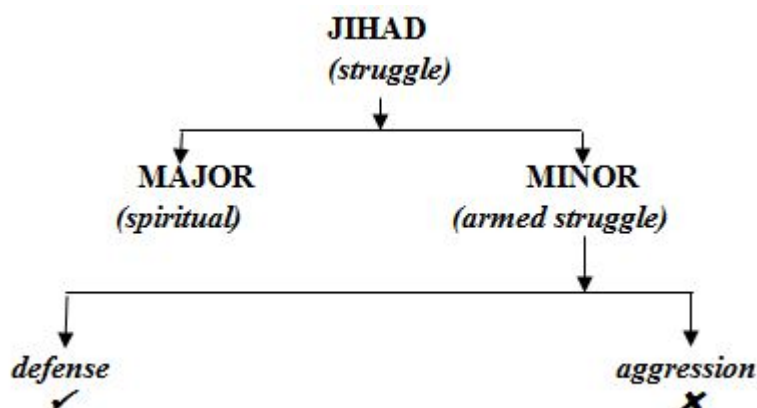 JIHAD
(struggle)
MAJOR MINOR
(spiritual) (armed struggle)
defense aggression
✓ ✗